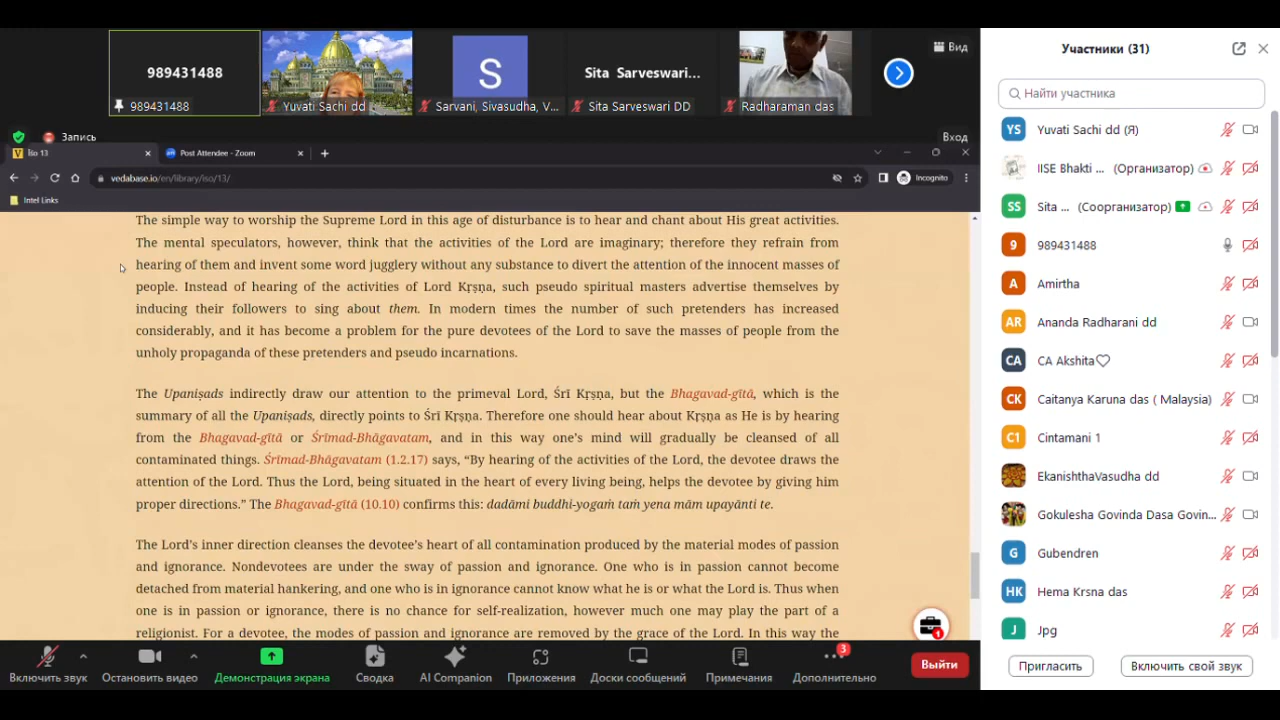 989431488
989431488
Yuvati Sachi dd
S
Sarvani, Sivasudha, V...
Sita Sarveswari...
Sita Sarveswari DD
Radharaman das
Вид
Запись
Вход
Īśo 13
Post Attendee - Zoom
vedabase.io/en/library/iso/13/
Incognito
Intel Links
The simple way to worship the Supreme Lord in this age of disturbance is to hear and chant about His great activities.
The mental speculators, however, think that the activities of the Lord are imaginary; therefore they refrain from
hearing of them and invent some word jugglery without any substance to divert the attention of the innocent masses of
people. Instead of hearing of the activities of Lord Kṛṣṇa, such pseudo spiritual masters advertise themselves by
inducing their followers to sing about them. In modern times the number of such pretenders has increased
considerably, and it has become a problem for the pure devotees of the Lord to save the masses of people from the
unholy propaganda of these pretenders and pseudo incarnations.
The Upaniṣads indirectly draw our attention to the primeval Lord, Śrī Kṛṣṇa, but the Bhagavad-gītā, which is the
summary of all the Upaniṣads, directly points to Śrī Kṛṣṇa. Therefore one should hear about Kṛṣṇa as He is by hearing
from the Bhagavad-gītā or Śrīmad-Bhāgavatam, and in this way one’s mind will gradually be cleansed of all
contaminated things. Śrīmad-Bhāgavatam (1.2.17) says, “By hearing of the activities of the Lord, the devotee draws the
attention of the Lord. Thus the Lord, being situated in the heart of every living being, helps the devotee by giving him
proper directions.” The Bhagavad-gītā (10.10) confirms this: dadāmi buddhi-yogaṁ taṁ yena mām upayānti te.
The Lord’s inner direction cleanses the devotee’s heart of all contamination produced by the material modes of passion
and ignorance. Nondevotees are under the sway of passion and ignorance. One who is in passion cannot become
detached from material hankering, and one who is in ignorance cannot know what he is or what the Lord is. Thus when
one is in passion or ignorance, there is no chance for self-realization, however much one may play the part of a
religionist. For a devotee, the modes of passion and ignorance are removed by the grace of the Lord. In this way the
1
Включить звук
Остановить видео
Демонстрация экрана
Сводка
AI Companion
Приложения
Доски сообщений
Примечания
3
Дополнительно
Выйти
Участники (31)
Найти участника
YS Yuvati Sachi dd (Я)
IISE Bhakti ... (Организатор)
SS Sita ... (Соорганизатор)
9 989431488
A Amirtha
AR Ananda Radharani dd
CA CA Akshita♡
CK Caitanya Karuna das ( Malaysia)
C1 Cintamani 1
EkanishthaVasudha dd
Gokulesha Govinda Dasa Govin...
G Gubendren
HK Hema Krsna das
J Jpg
Пригласить
Включить свой звук